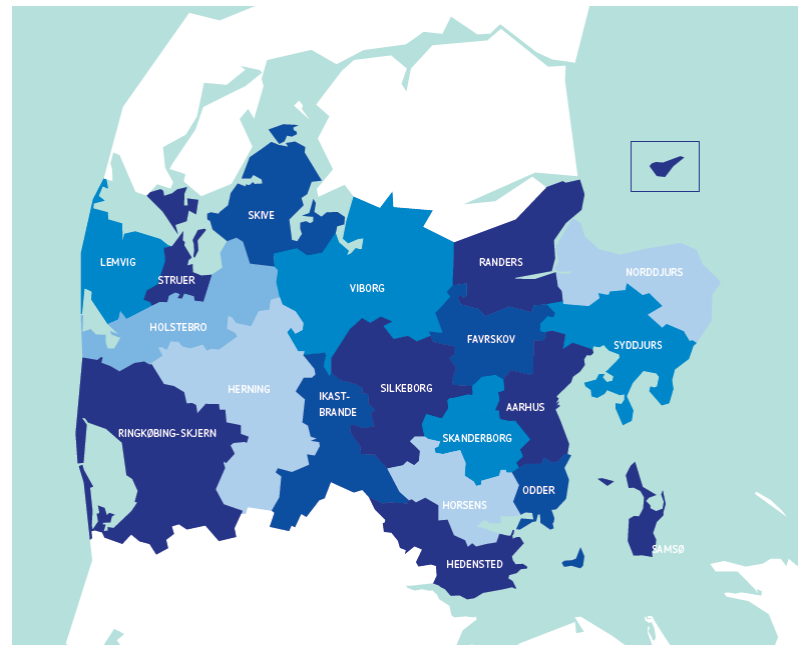 SKIVE
LEMVIG
STRUER
VIBORG
RANDERS
NORDDJURS
HOLSTEBRO
FAVRSKOV
SYDDJURS
HERNING
IKAST-
BRANDE
SILKEBORG
AARHUS
RINGKØBING-SKJERN
SKANDERBORG
ODDER
HORSENS
SAMSØ
HEDENSTED